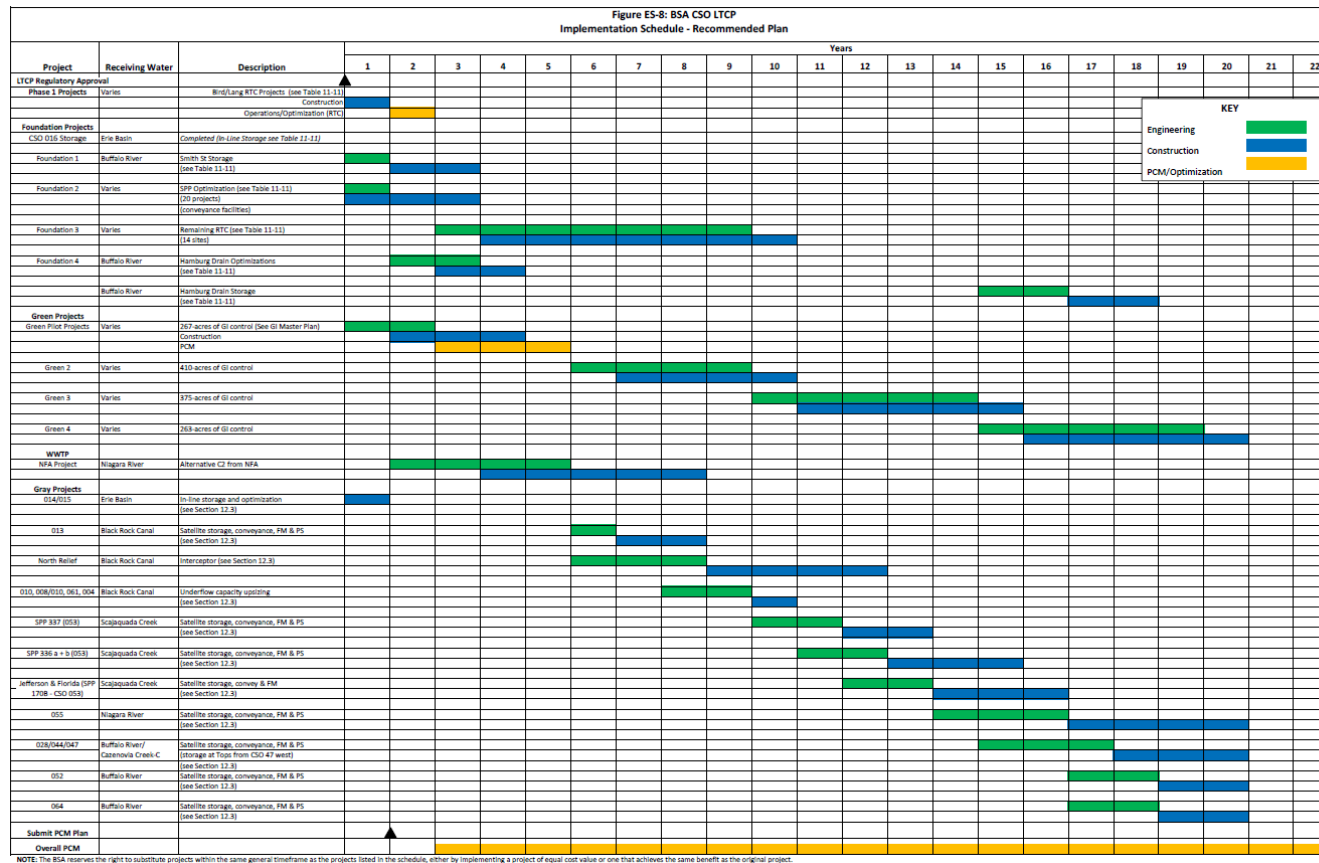 Figure ES-8: BSA CSO LTCP
Implementation Schedule - Recommended Plan
Years
Project Receiving Water Description 1 2 3 4 5 6 7 8 9 10 11 12 13 14 15 16 17 18 19 20 21 22
LTCP Regulatory Approval
Phase 1 Projects Varies Bird/Lang RTC Projects (see Table 11-11)
Construction
Operations/Optimization (RTC)
KEY
Engineering
Construction
PCM/Optimization
Foundation Projects
CSO 016 Storage Erie Basin Completed (In-Line Storage see Table 11-11)
Foundation 1 Buffalo River Smith St Storage
(see Table 11-11)
Foundation 2 Varies SPP Optimization (see Table 11-11)
(20 projects)
(conveyance facilities)
Foundation 3 Varies Remaining RTC (see Table 11-11)
(14 sites)
Foundation 4 Buffalo River Hamburg Drain Optimizations
(see Table 11-11)
Buffalo River Hamburg Drain Storage
(see Table 11-11)
Green Projects
Green Pilot Projects Varies 267-acres of GI control (See GI Master Plan)
Construction
PCM
Green 2 Varies 410-acres of GI control
Green 3 Varies 375-acres of GI control
Green 4 Varies 263-acres of GI control
WWTP
NFA Project Niagara River Alternative C2 from NFA
Gray Projects
014/015 Erie Basin In-line storage and optimization
(see Section 12.3)
013 Black Rock Canal Satellite storage, conveyance, FM & PS
(see Section 12.3)
North Relief Black Rock Canal Interceptor (see Section 12.3)
010, 008/010, 061, 004 Black Rock Canal Underflow capacity upsizing
(see Section 12.3)
SPP 337 (053) Scajaquada Creek Satellite storage, conveyance, FM & PS
(see Section 12.3)
SPP 336 a + b (053) Scajaquada Creek Satellite storage, conveyance, FM & PS
(see Section 12.3)
Jefferson & Florida (SPP Scajaquada Creek Satellite storage, convey & FM
170B - CSO 053) (see Section 12.3)
055 Niagara River Satellite storage, conveyance, FM & PS
(see Section 12.3)
028/044/047 Buffalo River/ Satellite storage, conveyance, FM & PS
Cazenovia Creek-C (storage at Tops from CSO 47 west)
(see Section 12.3)
052 Buffalo River Satellite storage, conveyance, FM & PS
(see Section 12.3)
064 Buffalo River Satellite storage, conveyance, FM & PS
(see Section 12.3)
Submit PCM Plan
Overall PCM
NOTE: The BSA reserves the right to substitute projects within the same general timeframe as the projects listed in the schedule, either by implementing a project of equal cost value or one that achieves the same benefit as the original project.